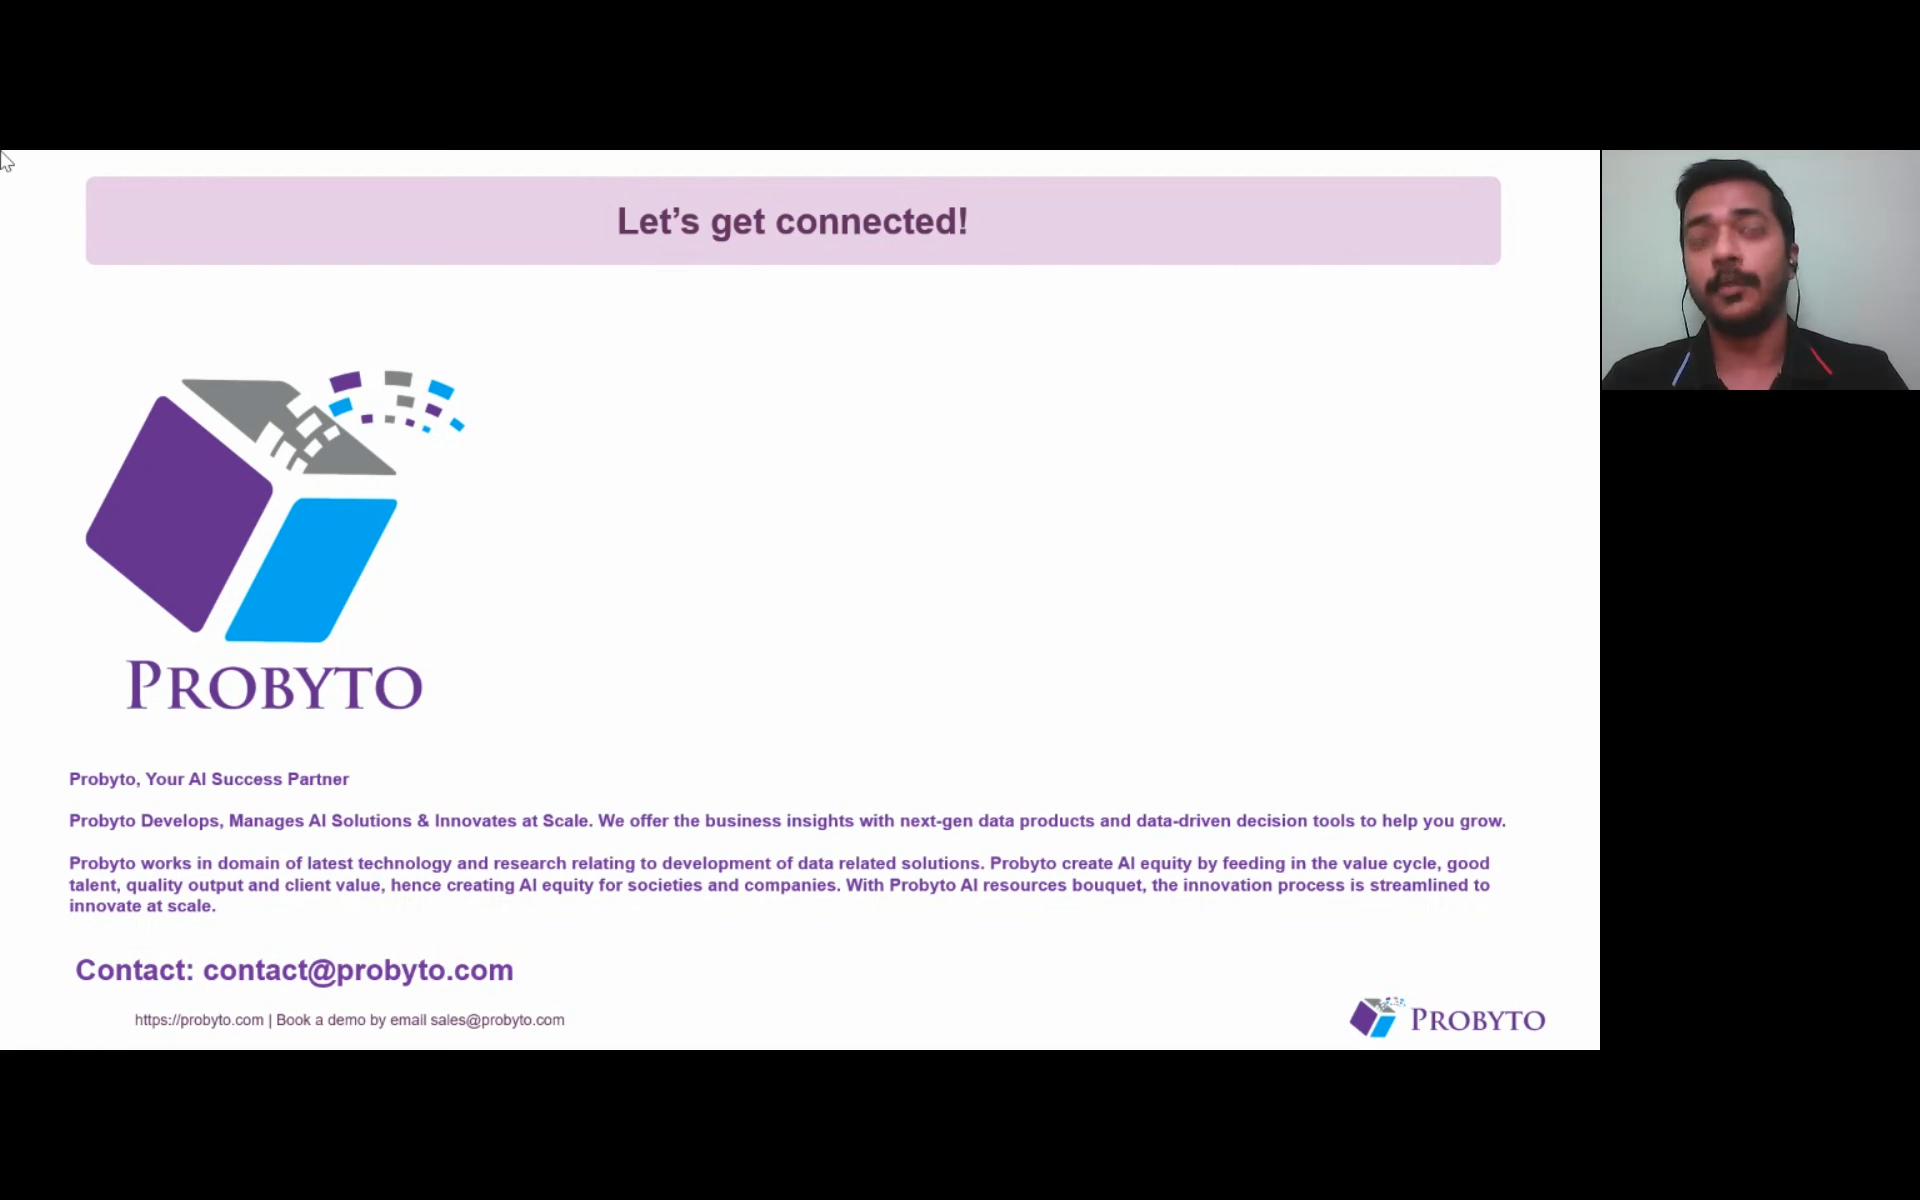 Let’s get connected!
PROBYTO
Probyto, Your AI Success Partner
Probyto Develops, Manages AI Solutions & Innovates at Scale. We offer the business insights with next-gen data products and data-driven decision tools to help you grow.
Probyto works in domain of latest technology and research relating to development of data related solutions. Probyto create AI equity by feeding in the value cycle, good
talent, quality output and client value, hence creating AI equity for societies and companies. With Probyto AI resources bouquet, the innovation process is streamlined to
innovate at scale.
Contact: contact@probyto.com
https://probyto.com | Book a demo by email sales@probyto.com
PROBYTO